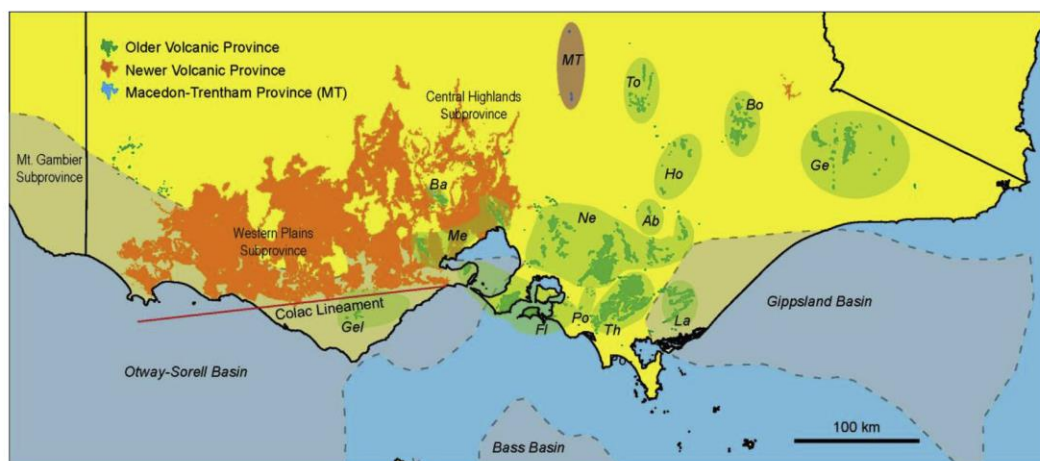 Older Volcanic Province
Newer Volcanic Province
Macedon-Trentham Province (MT)
MT
To
Central Highlands
Subprovince
Bo
Mt. Gambier
Subprovince
Ba
Ho
Ge
Ne
Ab
Western Plains
Subprovince
Me
Colac Lineament
Gel
Fl
Po
Th
La
Gippsland Basin
Otway-Sorell Basin
100 km
Bass Basin